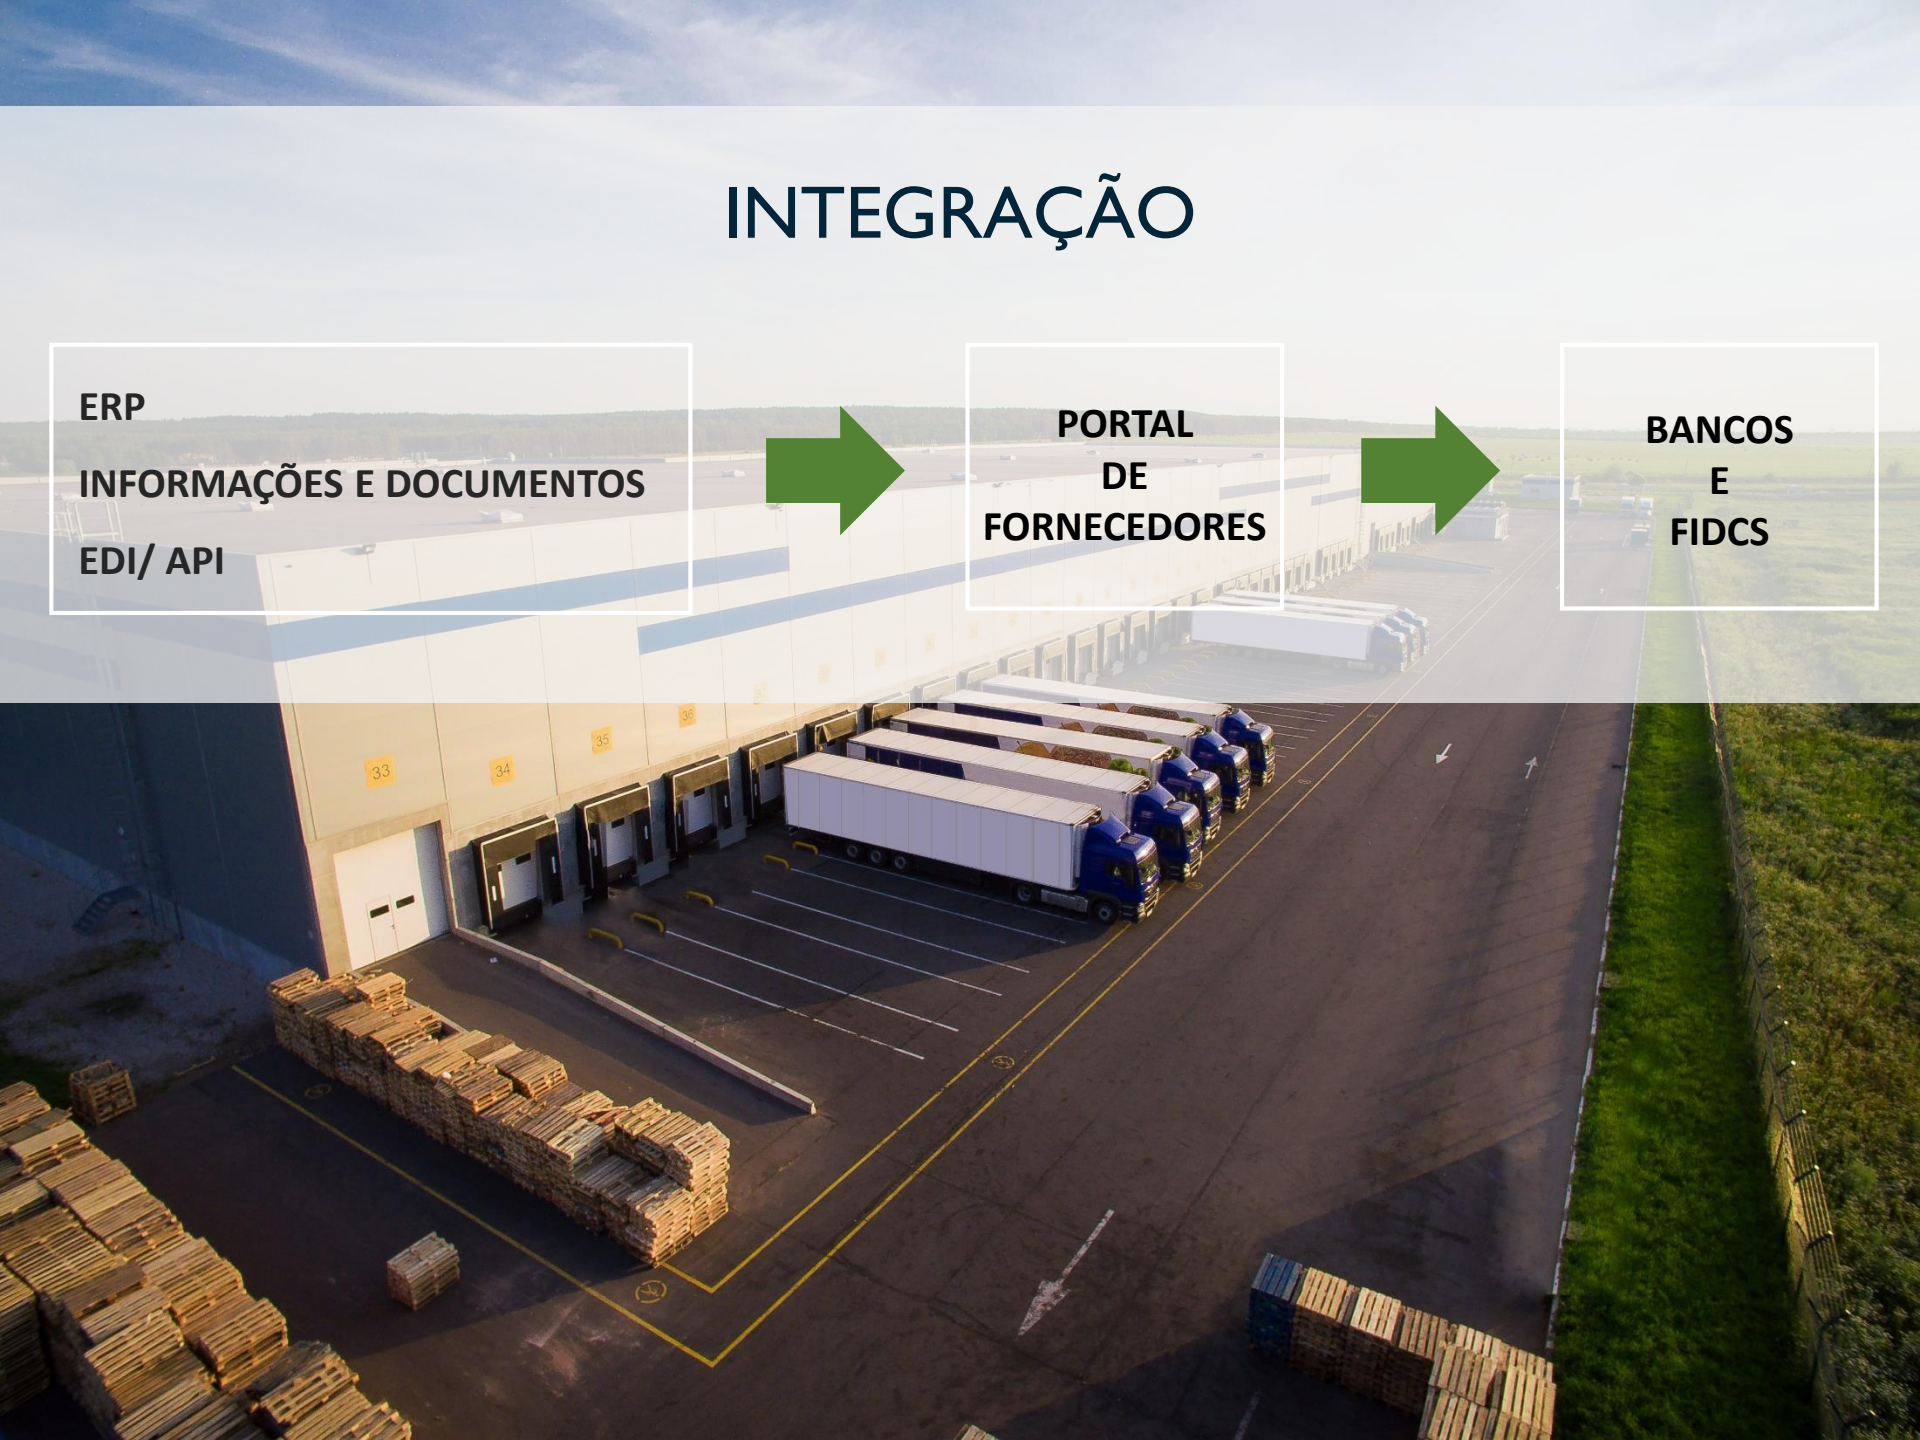 INTEGRAÇÃO
ERP
INFORMAÇÕES E DOCUMENTOS
EDI/ API
PORTAL
DE
FORNECEDORES
BANCOS
E
FIDCS
33
34
35
36